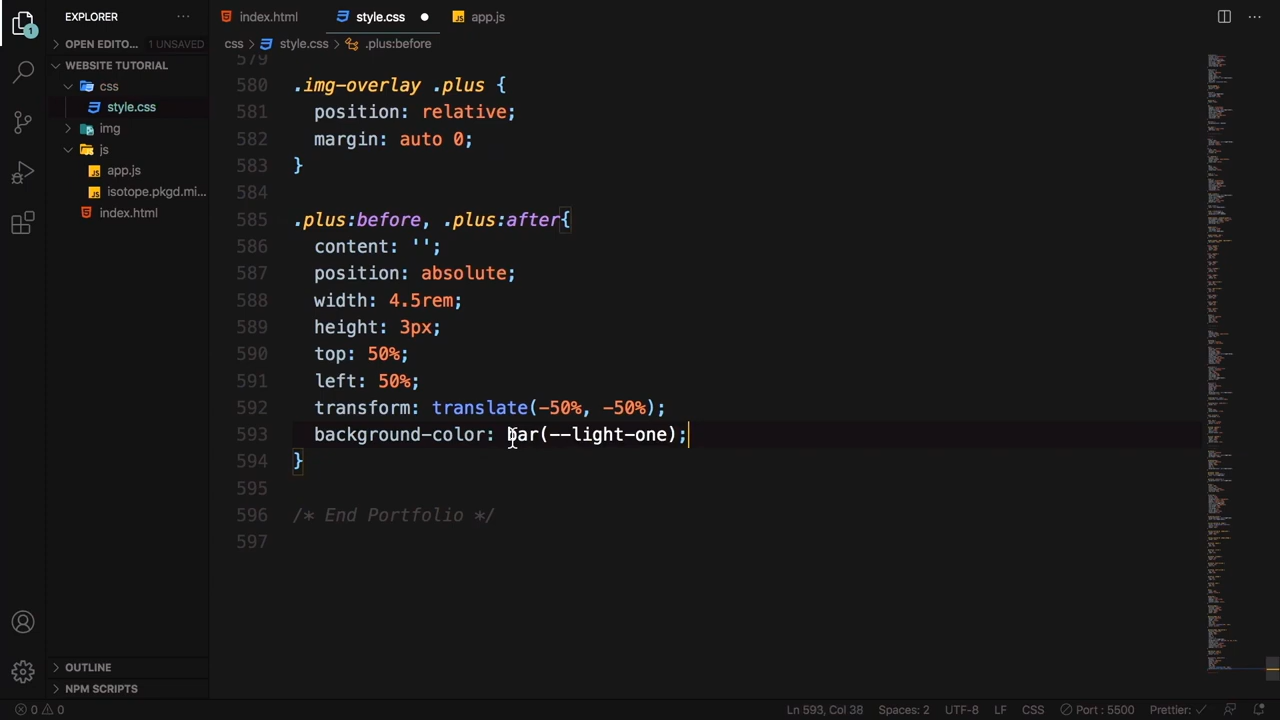 EXPLORER ···
index.html style.css app.js ···
OPEN EDITO... 1 UNSAVED
css > style.css > .plus:before
WEBSITE TUTORIAL
css
style.css
img
js
app.js
isotope.pkgd.mi...
index.html
579
580 .img-overlay .plus {
581 position: relative;
582 margin: auto 0;
583 }
584
585 .plus:before, .plus:after{
586 content: '';
587 position: absolute;
588 width: 4.5rem;
589 height: 3px;
590 top: 50%;
591 left: 50%;
592 transform: translate(-50%, -50%);
593 background-color: bar(--light-one);
594 }
595
596 /* End Portfolio */
597
OUTLINE
NPM SCRIPTS
0 0 Ln 593, Col 38 Spaces: 2 UTF-8 LF CSS Port : 5500 Prettier: ✓